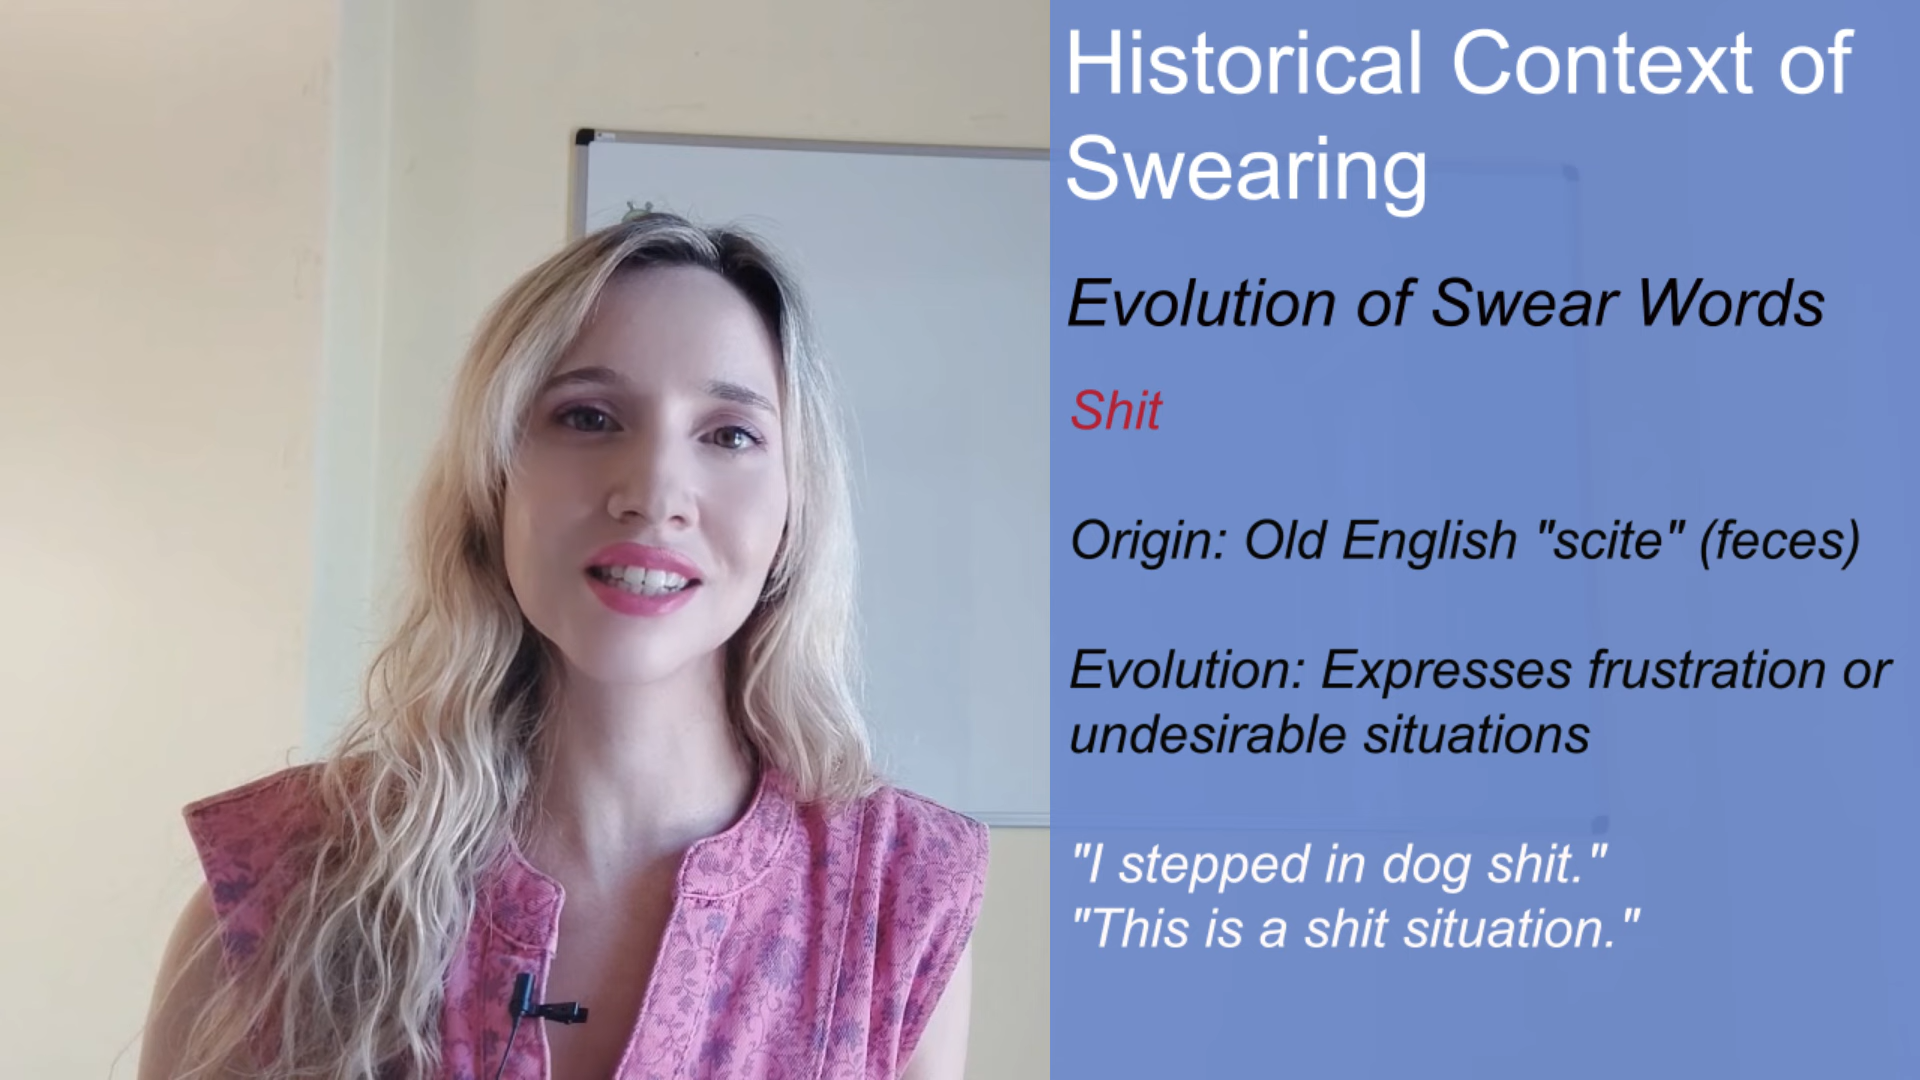 Historical Context of
Swearing
Evolution of Swear Words
Shit
Origin: Old English "scite" (feces)
Evolution: Expresses frustration or
undesirable situations
"I stepped in dog shit."
"This is a shit situation."